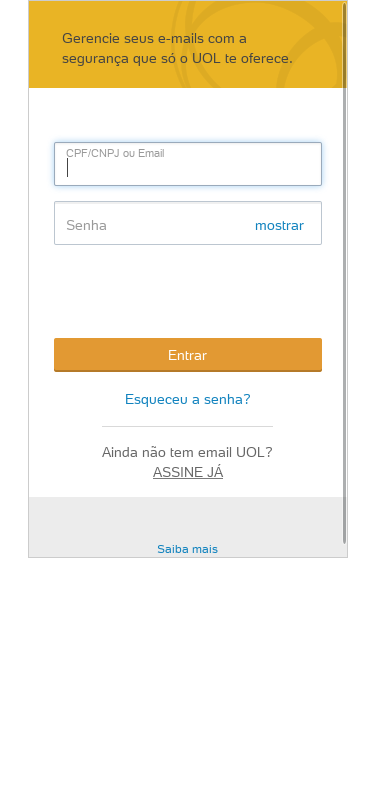 Gerencie seus e-mails com a
segurança que só o UOL te oferece.
CPF/CNPJ ou Email
Senha
mostrar
Entrar
Esqueceu a senha?
Ainda não tem email UOL?
ASSINE JÁ
Saiba mais